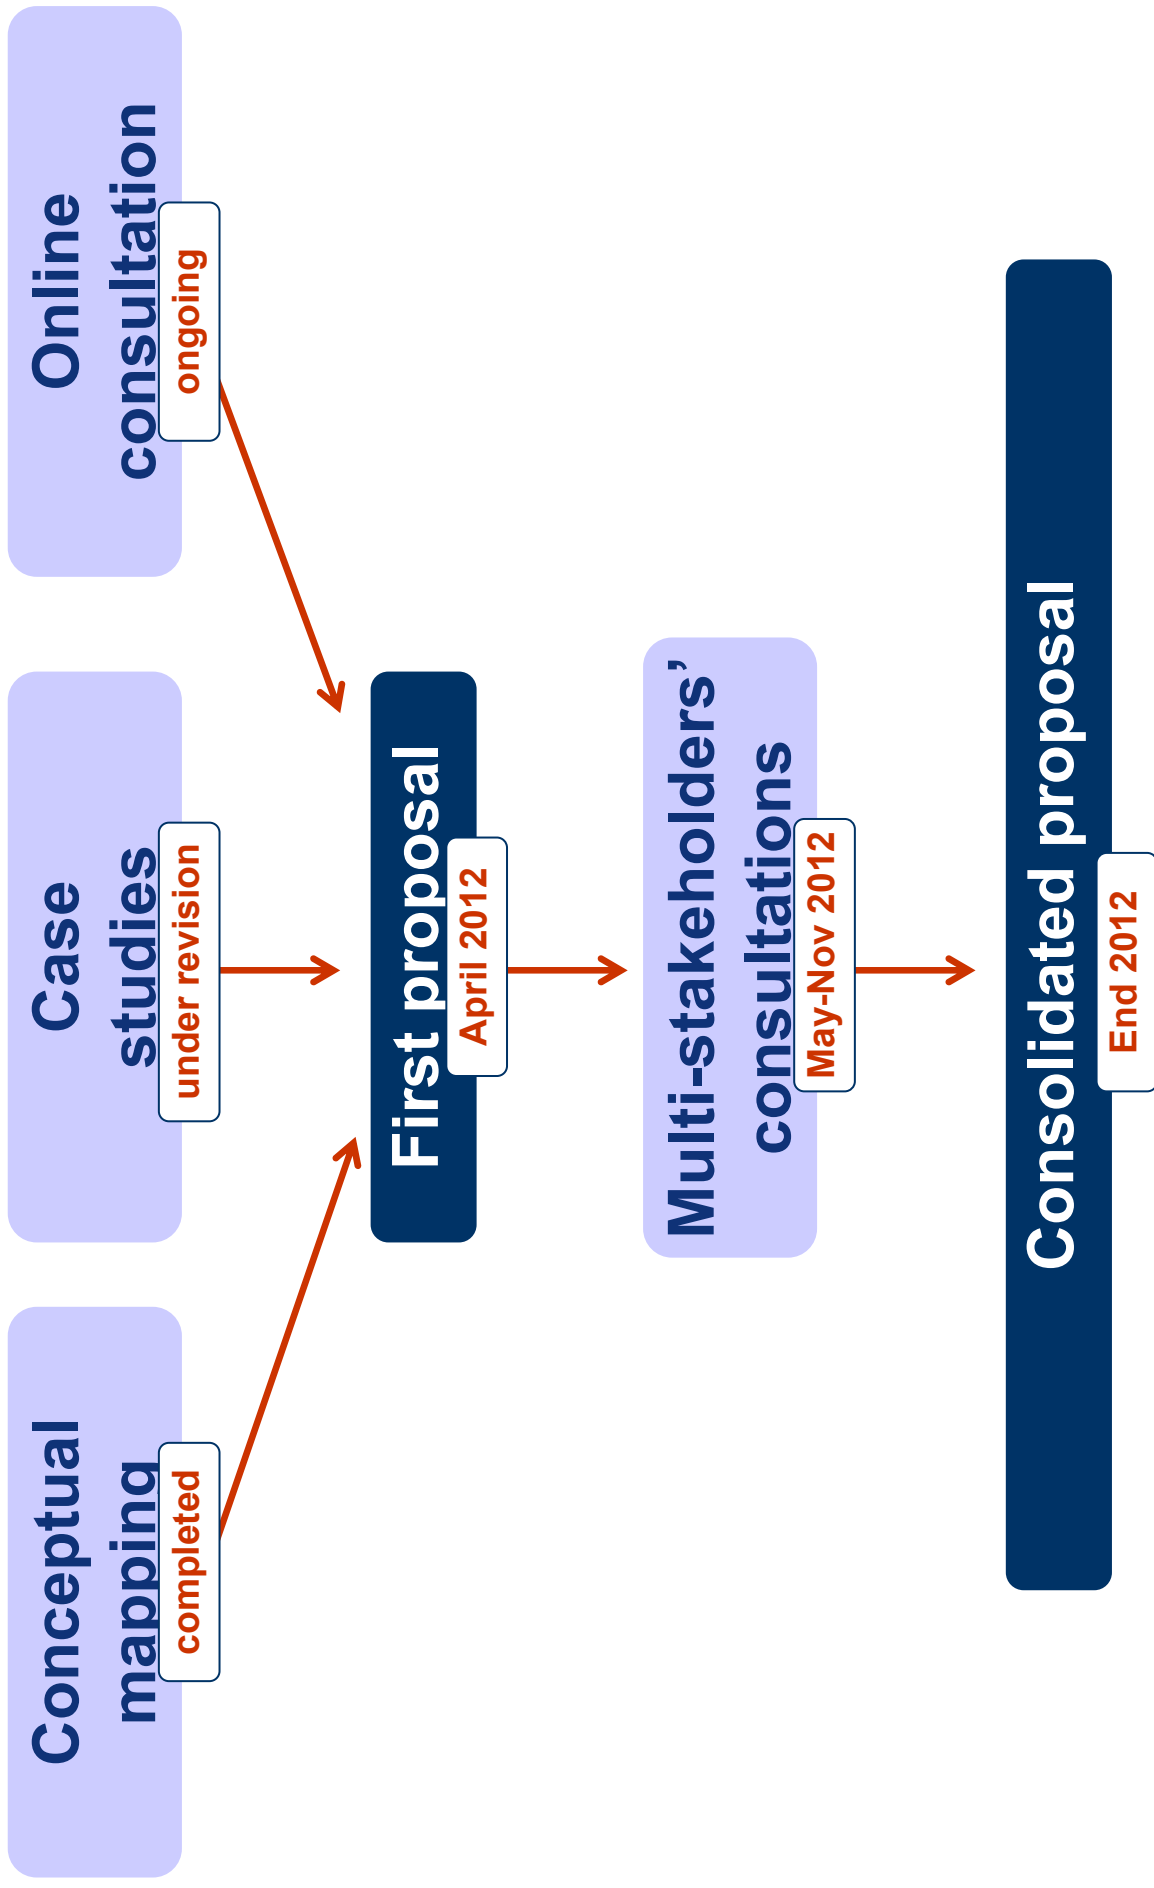 Conceptual
mapping
completed
Case
studies
under revision
Online
consultation
ongoing
First proposal
April 2012
Multi-stakeholders’
consultations
May-Nov 2012
Consolidated proposal
End 2012